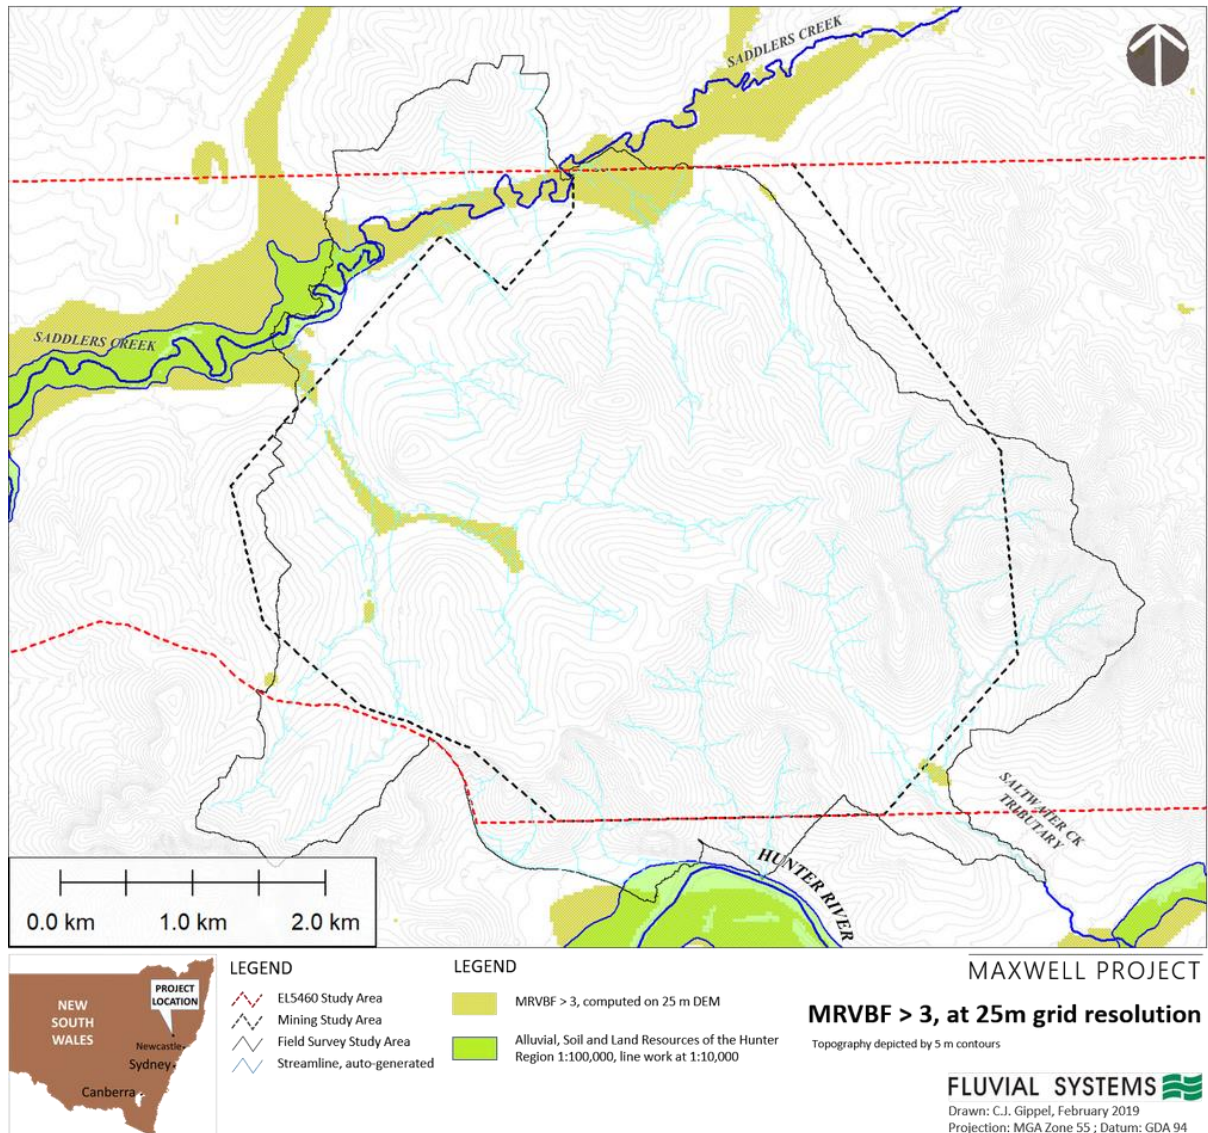 SADDLERS CREEK
SADDLERS CREEK
SALTWATER CK
TRIBUTARY
HUNTER RIVER
0.0 km 1.0 km 2.0 km
NEW
SOUTH
WALES
PROJECT
LOCATION
Newcastle
Sydney
Canberra
LEGEND
EL5460 Study Area
Mining Study Area
Field Survey Study Area
Streamline, auto-generated
LEGEND
MRVBF > 3, computed on 25 m DEM
Alluvial, Soil and Land Resources of the Hunter
Region 1:100,000, line work at 1:10,000
MAXWELL PROJECT
MRVBF > 3, at 25m grid resolution
Topography depicted by 5 m contours
FLUVIAL SYSTEMS
Drawn: C.J. Gippel, February 2019
Projection: MGA Zone 55 ; Datum: GDA 94